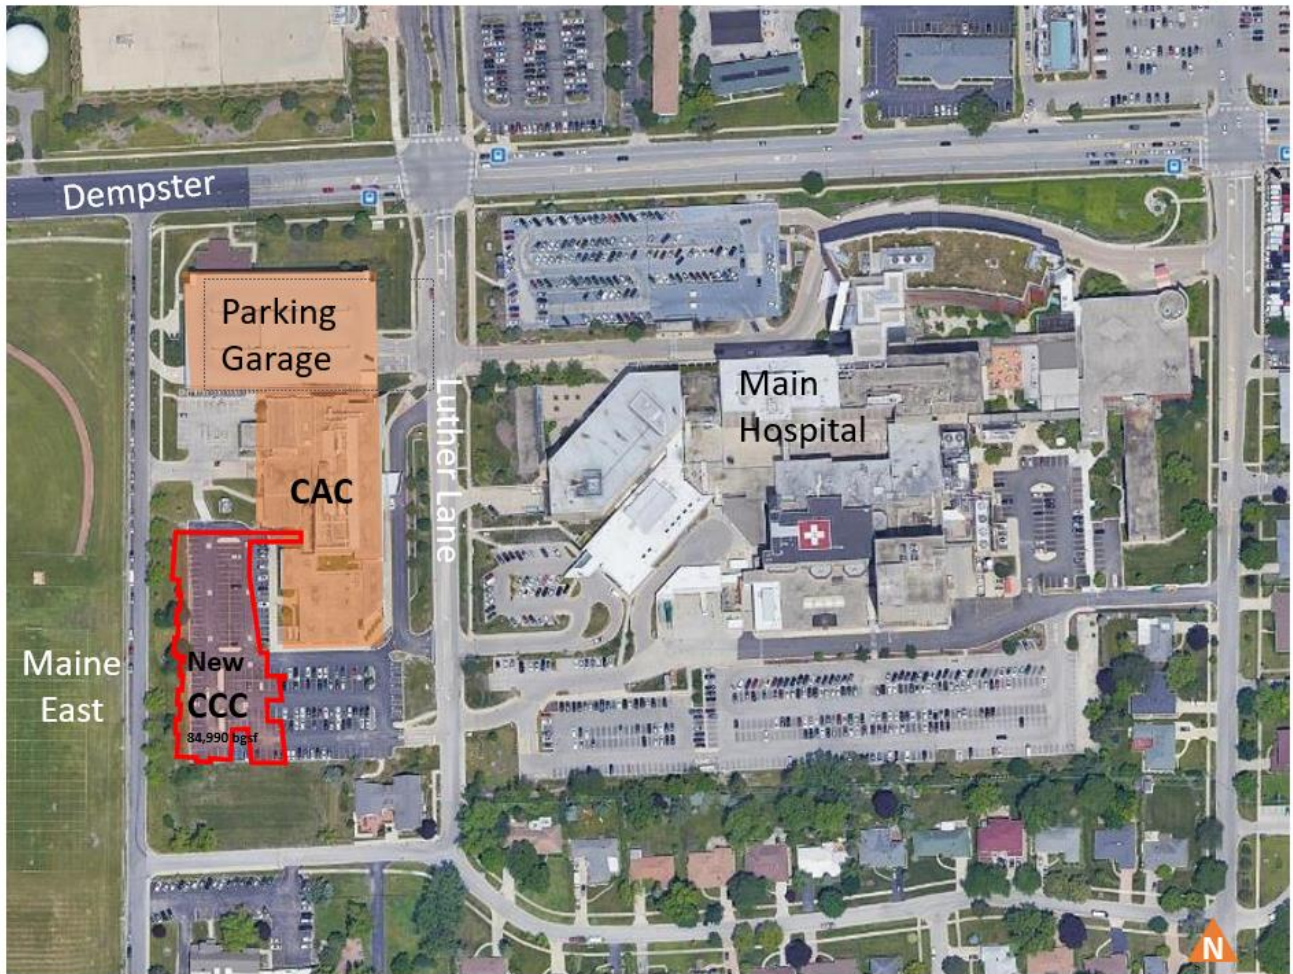 Dempster
Parking
Garage
Main
Hospital
Luther Lane
CAC
Maine
East
New
CCC
84,990 bgsf
N